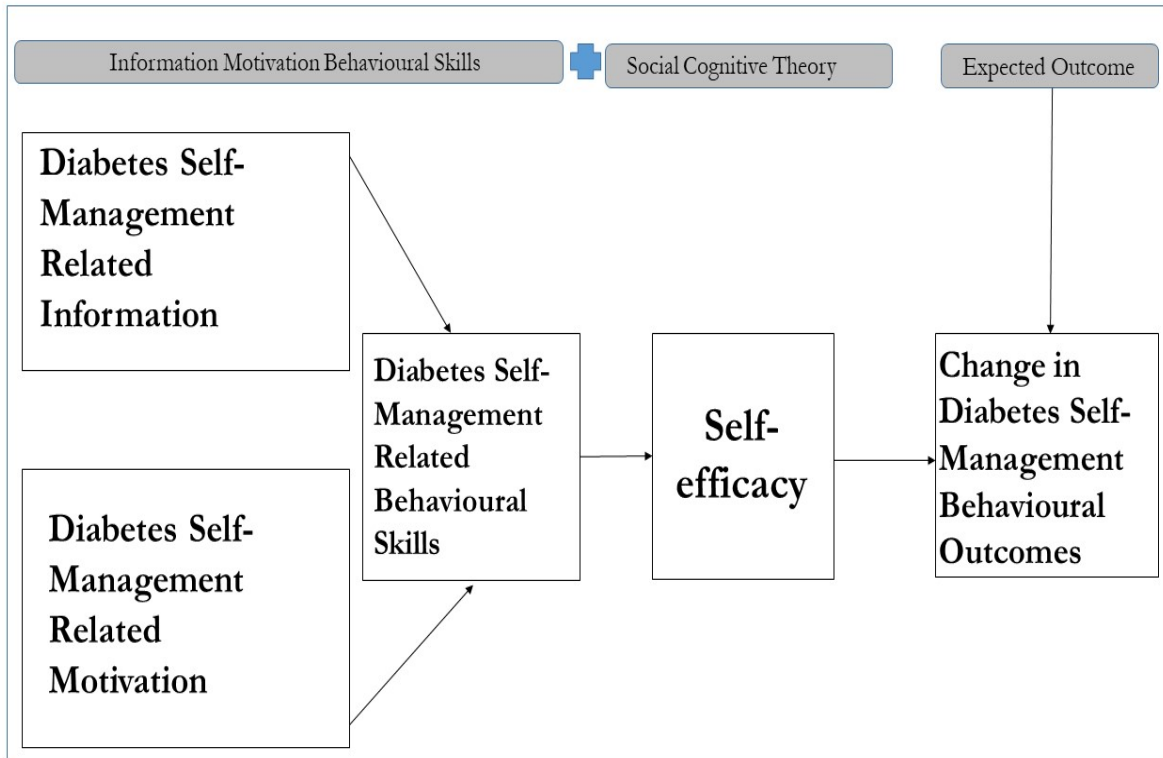 Information Motivation Behavioural Skills
Social Cognitive Theory
Expected Outcome
Diabetes Self-
Management
Related
Information
Diabetes Self-
Management
Related
Motivation
Diabetes Self-
Management
Related
Behavioural
Skills
Self-
efficacy
Change in
Diabetes Self-
Management
Behavioural
Outcomes